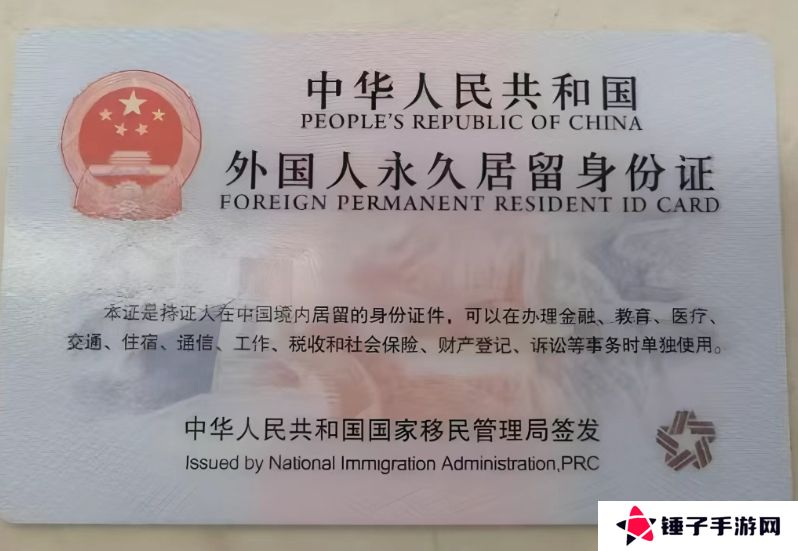 中华人民共和国
PEOPLE'S REPUBLIC OF CHINA
外国人永久居留身份证
FOREIGN PERMANENT RESIDENT ID CARD
本证是持证人在中国境内居留的身份证件，可以在办理金融、教育、医疗、
交通、住宿、通信、工作、税收和社会保险、财产登记、诉讼等事务时单独使用。
中华人民共和国国家移民管理局签发
Issued by National Immigration Administration,PRC
锤子手游网